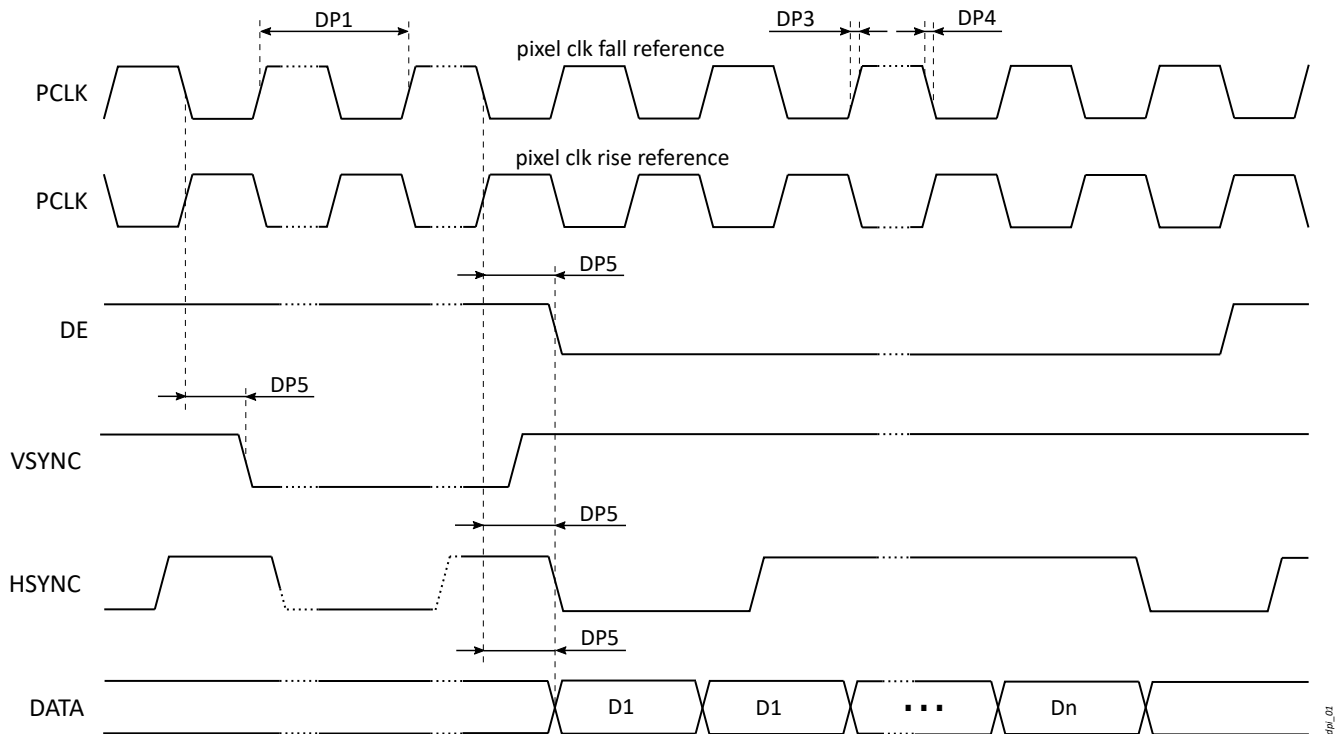 DP1
DP3
DP4
pixel clk fall reference
PCLK
pixel clk rise reference
PCLK
DP5
DE
DP5
VSYNC
DP5
HSYNC
DP5
DATA
D1
D1
...
Dn
dpi_01